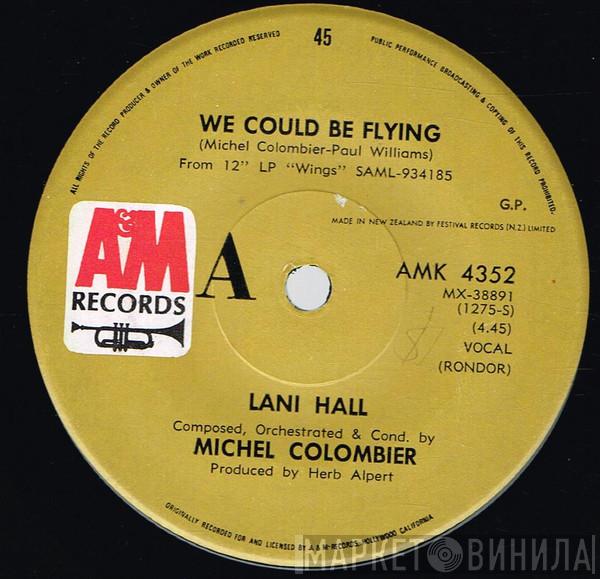 ALL RIGHTS OF THE RECORD PRODUCER & OWNER OF THE WORK RECORDED RESERVED
45
PUBLIC PERFORMANCE BROADCASTING & COPYING OF THIS RECORD PROHIBITED.
WE COULD BE FLYING
(Michel Colombier-Paul Williams)
From 12" LP "Wings" SAML-934185
G.P.
MADE IN NEW ZEALAND BY FESTIVAL RECORDS (N.Z.) LIMITED
A&M
RECORDS
A
AMK 4352
MX-38891
(1275-S)
(4.45)
VOCAL
(RONDOR)
LANI HALL
Composed, Orchestrated & Cond. by
MICHEL COLOMBIER
Produced by Herb Alpert
ORIGINALLY RECORDED FOR AND LICENSED BY A & M-RECORDS, HOLLYWOOD CALIFORNIA
МАРКЕТ ВИНИЛА